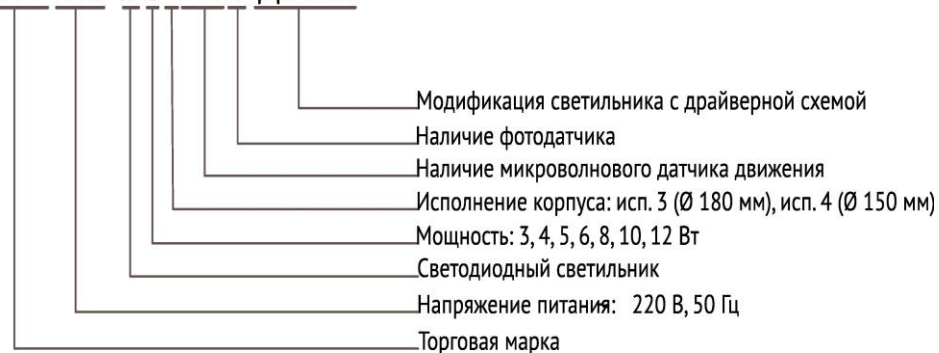 Модификация светильника с драйверной схемой
Наличие фотодатчика
Наличие микроволнового датчика движения
Исполнение корпуса: исп. 3 (Ø 180 мм), исп. 4 (Ø 150 мм)
Мощность: 3, 4, 5, 6, 8, 10, 12 Вт
Светодиодный светильник
Напряжение питания: 220 В, 50 Гц
Торговая марка